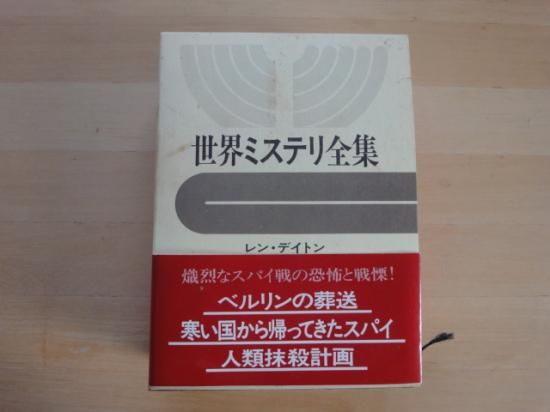 世界ミステリ全集
レン・デイトン
熾烈なスパイ戦の恐怖と戦慄!
ベルリンの葬送
寒い国から帰ってきたスパイ
人類抹殺計画